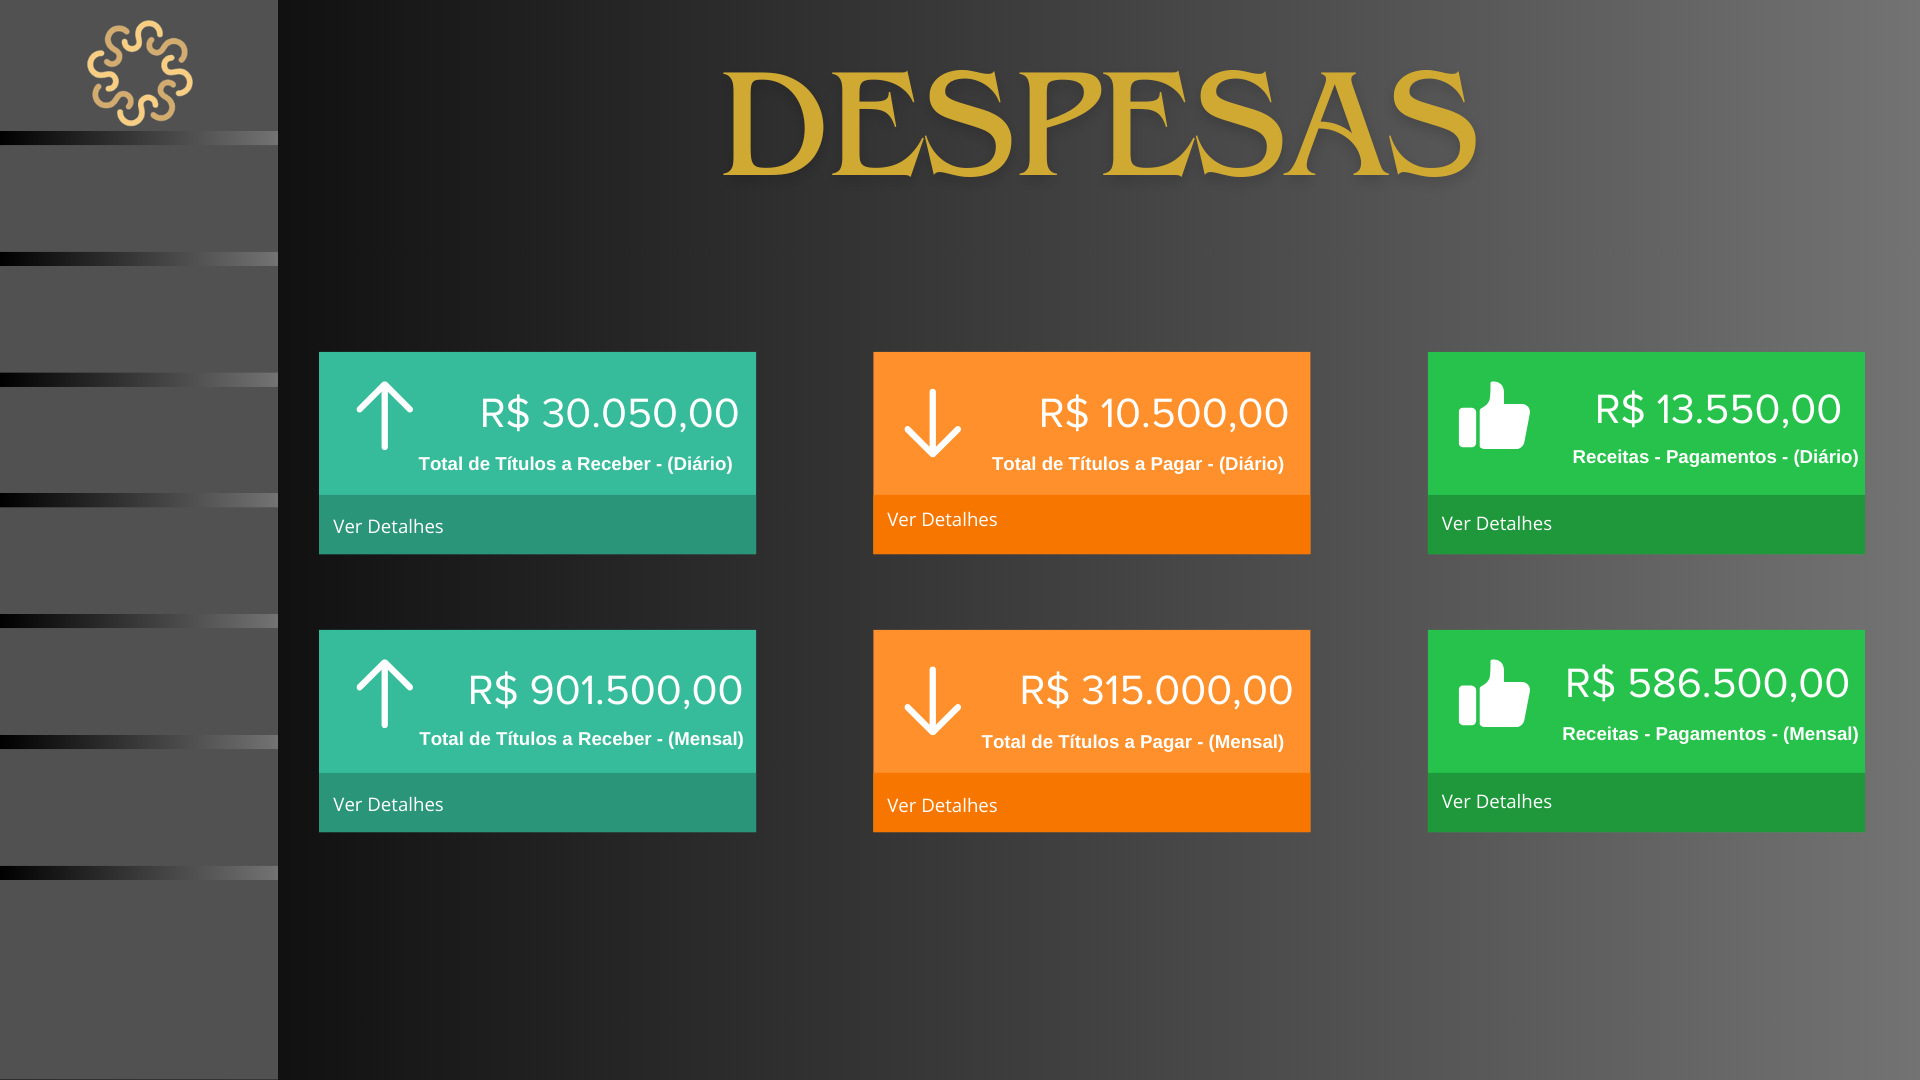 DESPESAS
R$ 30.050,00
Total de Títulos a Receber - (Diário)
Ver Detalhes
R$ 10.500,00
Total de Títulos a Pagar - (Diário)
Ver Detalhes
R$ 13.550,00
Receitas - Pagamentos - (Diário)
Ver Detalhes
R$ 901.500,00
Total de Títulos a Receber - (Mensal)
Ver Detalhes
R$ 315.000,00
Total de Títulos a Pagar - (Mensal)
Ver Detalhes
R$ 586.500,00
Receitas - Pagamentos - (Mensal)
Ver Detalhes